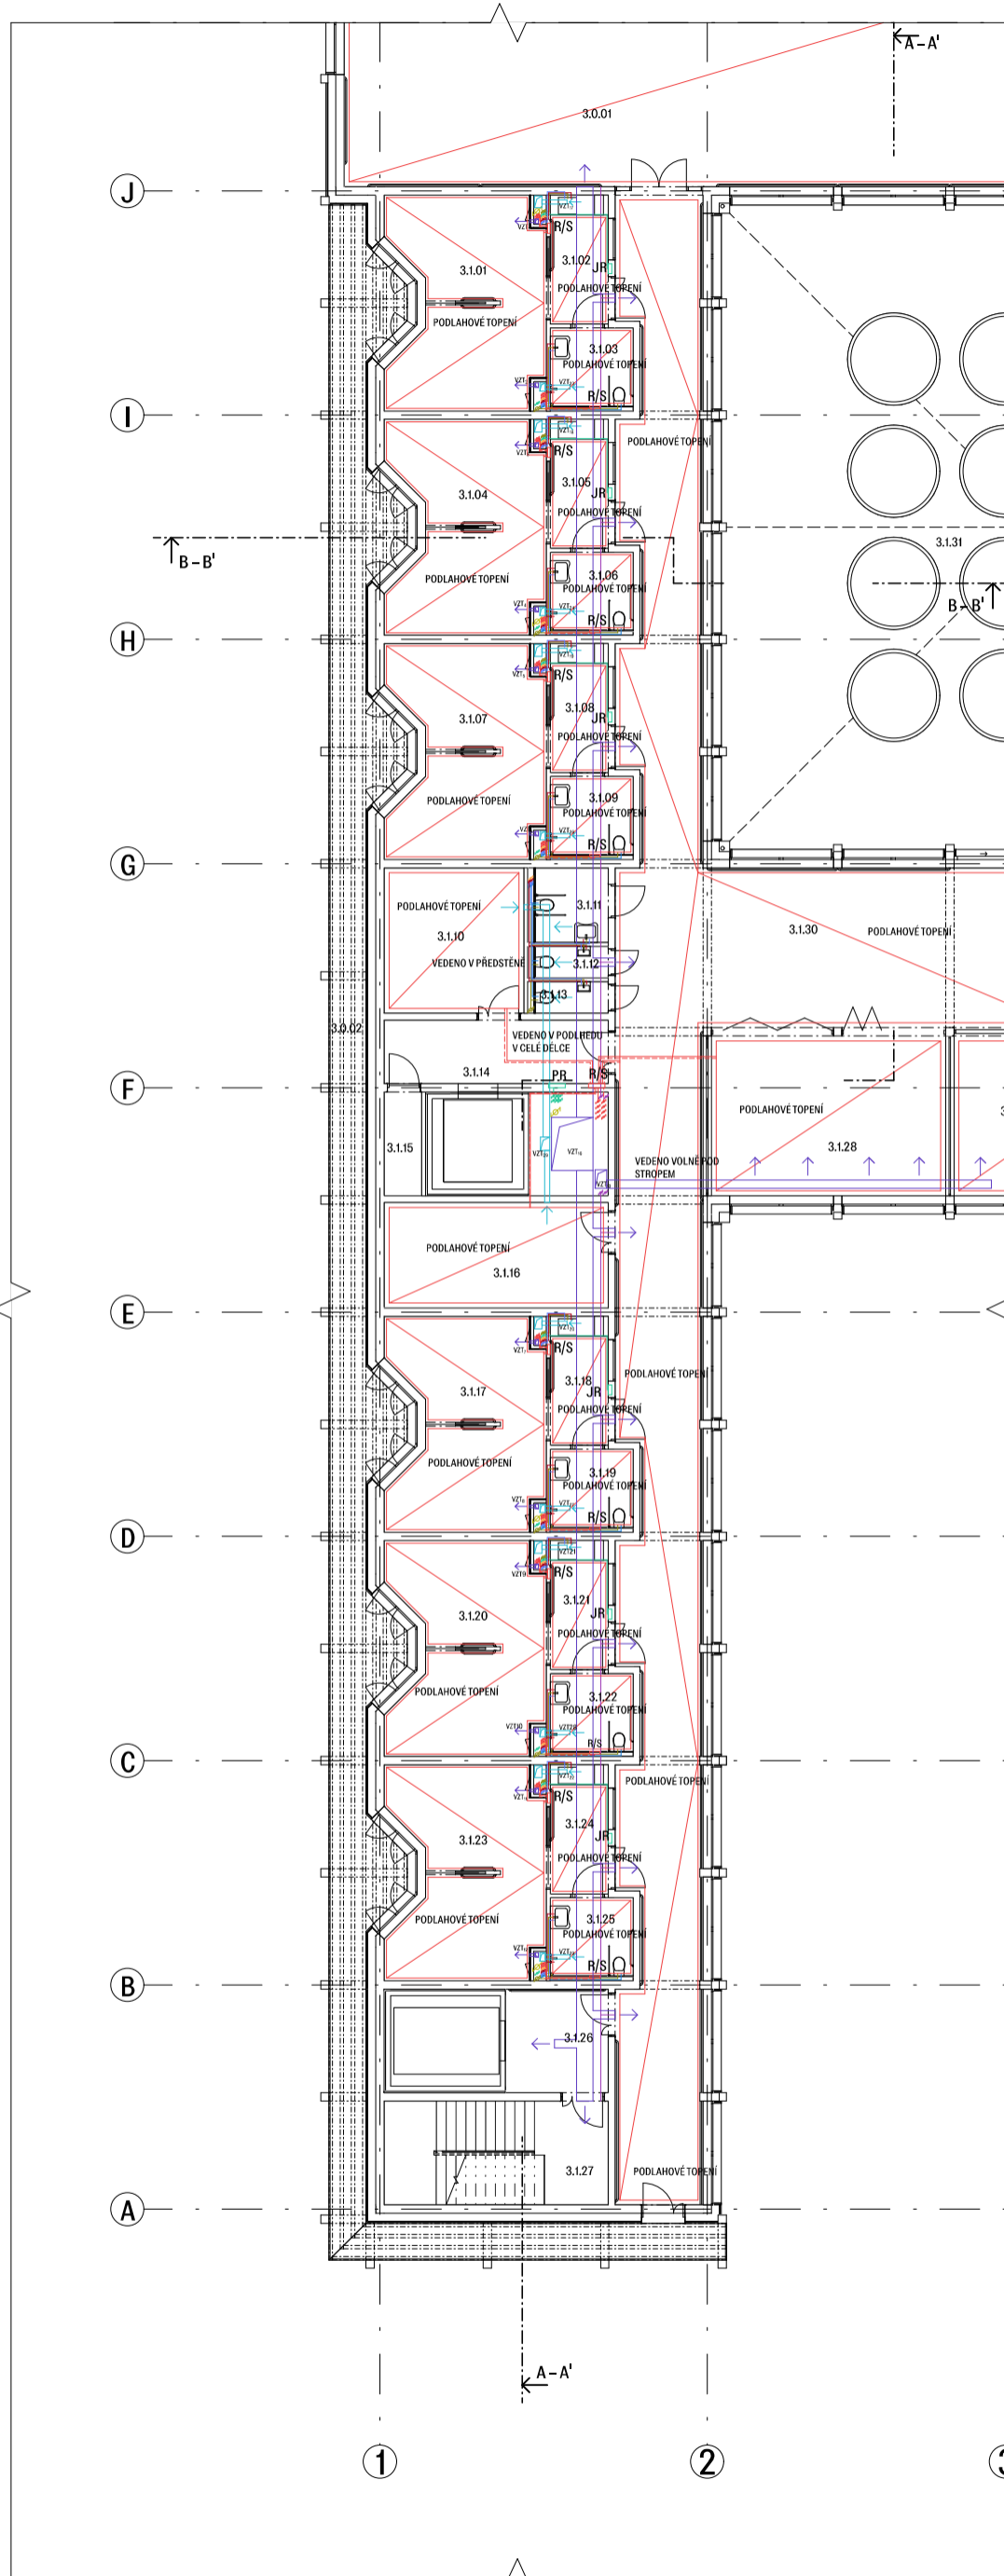 A-A'
3.0.01
J
R/S
3.1.01
3.1.02
JR
PODLAHOVÉ TOPENÍ
PODLAHOVÉ TOPENÍ
3.1.03
PODLAHOVÉ TOPENÍ
R/S
I
PODLAHOVÉ TOPENÍ
R/S
3.1.04
3.1.05
JR
PODLAHOVÉ TOPENÍ
3.1.31
B-B'
3.1.06
PODLAHOVÉ TOPENÍ
PODLAHOVÉ TOPENÍ
B-B'
R/S
H
R/S
3.1.07
3.1.08
JR
PODLAHOVÉ TOPENÍ
3.1.09
PODLAHOVÉ TOPENÍ
PODLAHOVÉ TOPENÍ
R/S
G
PODLAHOVÉ TOPENÍ
3.1.11
3.1.10
3.1.30
PODLAHOVÉ TOPENÍ
VEDENO V PŘEDSTĚNĚ
3.1.12
3.1.13
3.0.02
VEDENO V PODHLEDU
V CELÉ DÉLCE
3.1.14
PR
R/S
F
PODLAHOVÉ TOPENÍ
3.1.15
3.1.28
VEDENO VOLNĚ POD
STROPEM
PODLAHOVÉ TOPENÍ
3.1.16
E
R/S
3.1.17
3.1.18
JR
PODLAHOVÉ TOPENÍ
PODLAHOVÉ TOPENÍ
PODLAHOVÉ TOPENÍ
3.1.19
PODLAHOVÉ TOPENÍ
R/S
D
VZT21
VZT9
R/S
3.1.20
3.1.21
JR
PODLAHOVÉ TOPENÍ
PODLAHOVÉ TOPENÍ
3.1.22
PODLAHOVÉ TOPENÍ
VZT10
R/S
C
PODLAHOVÉ TOPENÍ
R/S
3.1.23
3.1.24
JR
PODLAHOVÉ TOPENÍ
PODLAHOVÉ TOPENÍ
3.1.25
PODLAHOVÉ TOPENÍ
R/S
B
3.1.26
3.1.27
PODLAHOVÉ TOPENÍ
A
A-A'
1
2
3